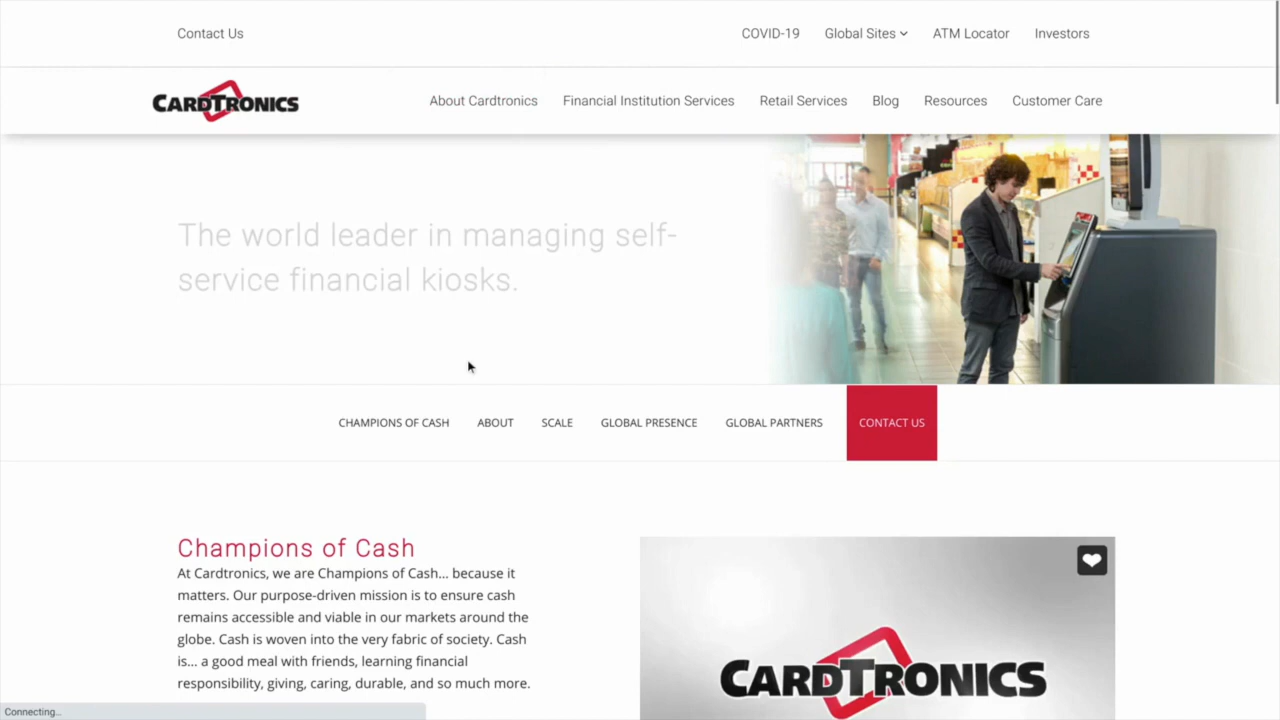 Contact Us
COVID-19 Global Sites ATM Locator Investors
CARDTRONICS
About Cardtronics Financial Institution Services Retail Services Blog Resources Customer Care
The world leader in managing self-
service financial kiosks.
CHAMPIONS OF CASH ABOUT SCALE GLOBAL PRESENCE GLOBAL PARTNERS CONTACT US
Champions of Cash
At Cardtronics, we are Champions of Cash... because it
matters. Our purpose-driven mission is to ensure cash
remains accessible and viable in our markets around the
globe. Cash is woven into the very fabric of society. Cash
is... a good meal with friends, learning financial
responsibility, giving, caring, durable, and so much more.
CARDTRONICS
Connecting...